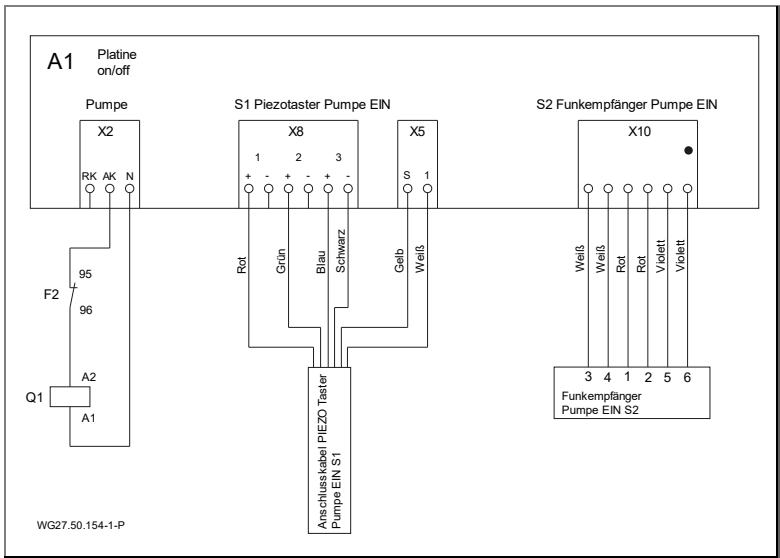 A1
Platine
on/off
Pumpe
S1 Piezotaster Pumpe EIN
S2 Funkempfänger Pumpe EIN
X2
X8
X5
X10
1 2 3
RK AK N
+ - + - + -
S 1
Rot
Grün
Blau
Schwarz
Gelb
Weiß
Weiß
Weiß
Rot
Rot
Violett
Violett
95
F2
96
A2
Q1
A1
3 4 1 2 5 6
Funkempfänger
Pumpe EIN S2
Anschlusskabel PIEZO Taster
Pumpe EIN S1
WG27.50.154-1-P